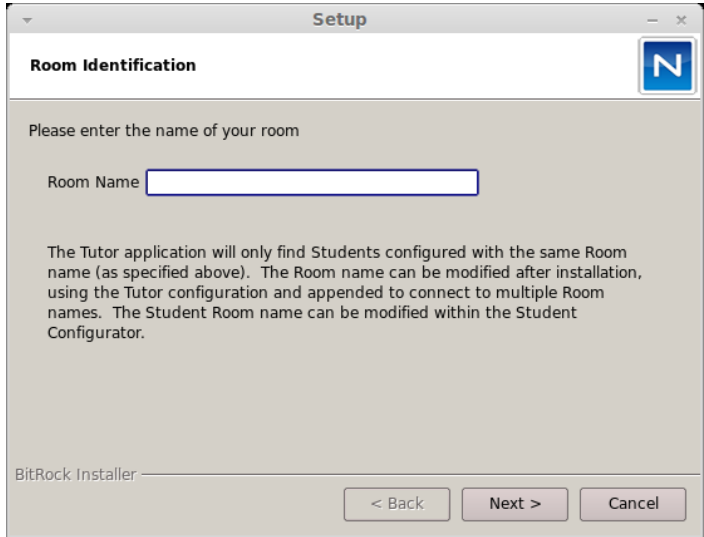 Setup
Room Identification
N
Please enter the name of your room
Room Name
The Tutor application will only find Students configured with the same Room
name (as specified above).  The Room name can be modified after installation,
using the Tutor configuration and appended to connect to multiple Room
names.  The Student Room name can be modified within the Student
Configurator.
BitRock Installer
< Back Next > Cancel